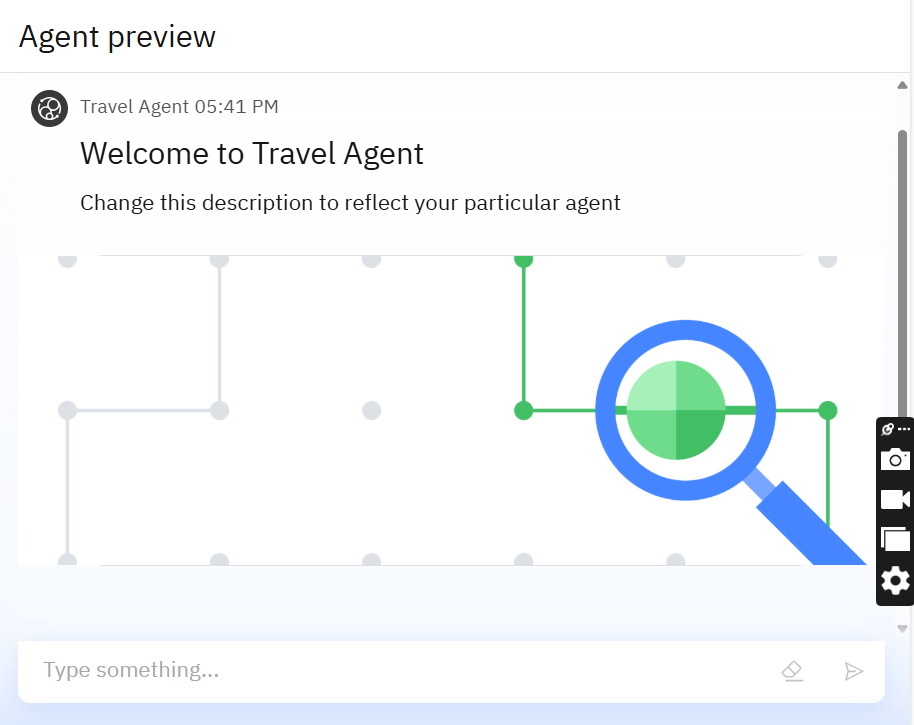 Agent preview
Travel Agent 05:41 PM
Welcome to Travel Agent
Change this description to reflect your particular agent
Type something...